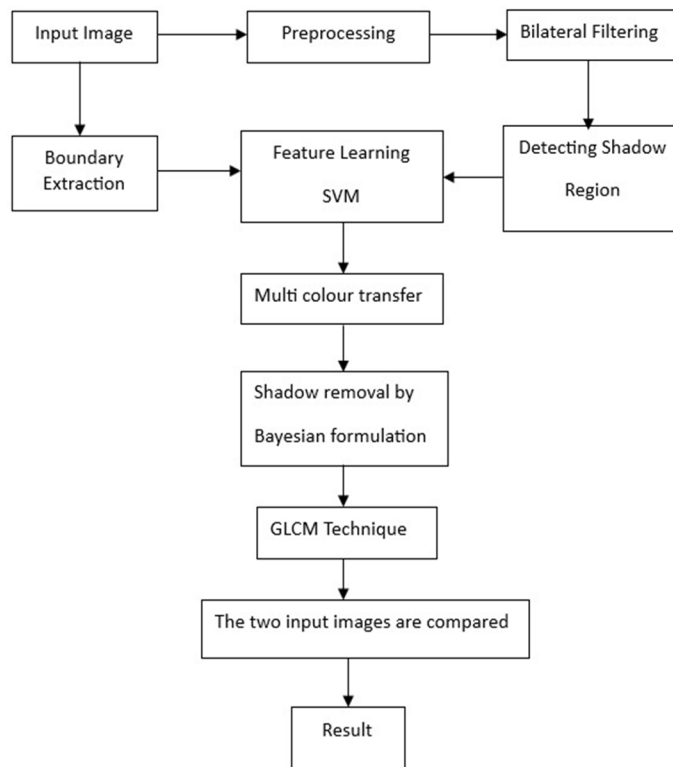 Input Image
Preprocessing
Bilateral Filtering
Boundary
Extraction
Feature Learning
SVM
Detecting Shadow
Region
Multi colour transfer
Shadow removal by
Bayesian formulation
GLCM Technique
The two input images are compared
Result